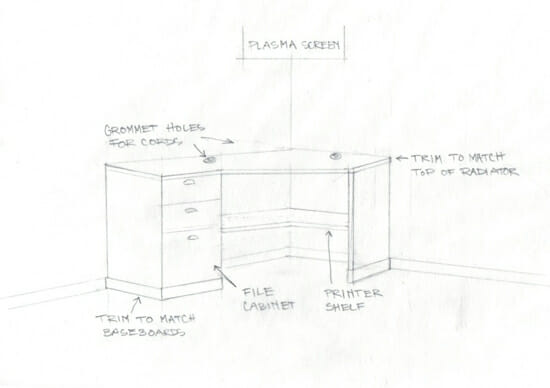 PLASMA SCREEN
GROMMET HOLES
FOR CORDS
TRIM TO MATCH
TOP OF RADIATOR
FILE
CABINET
PRINTER
SHELF
TRIM TO MATCH
BASEBOARDS